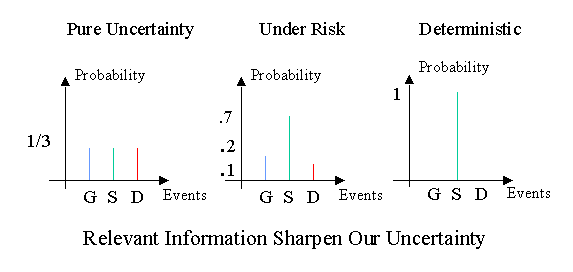 Pure Uncertainty
Under Risk
Deterministic
Probability
1/3
G S D Events
Probability
.7
.2
.1
G S D Events
Probability
1
G S D Events
Relevant Information Sharpen Our Uncertainty